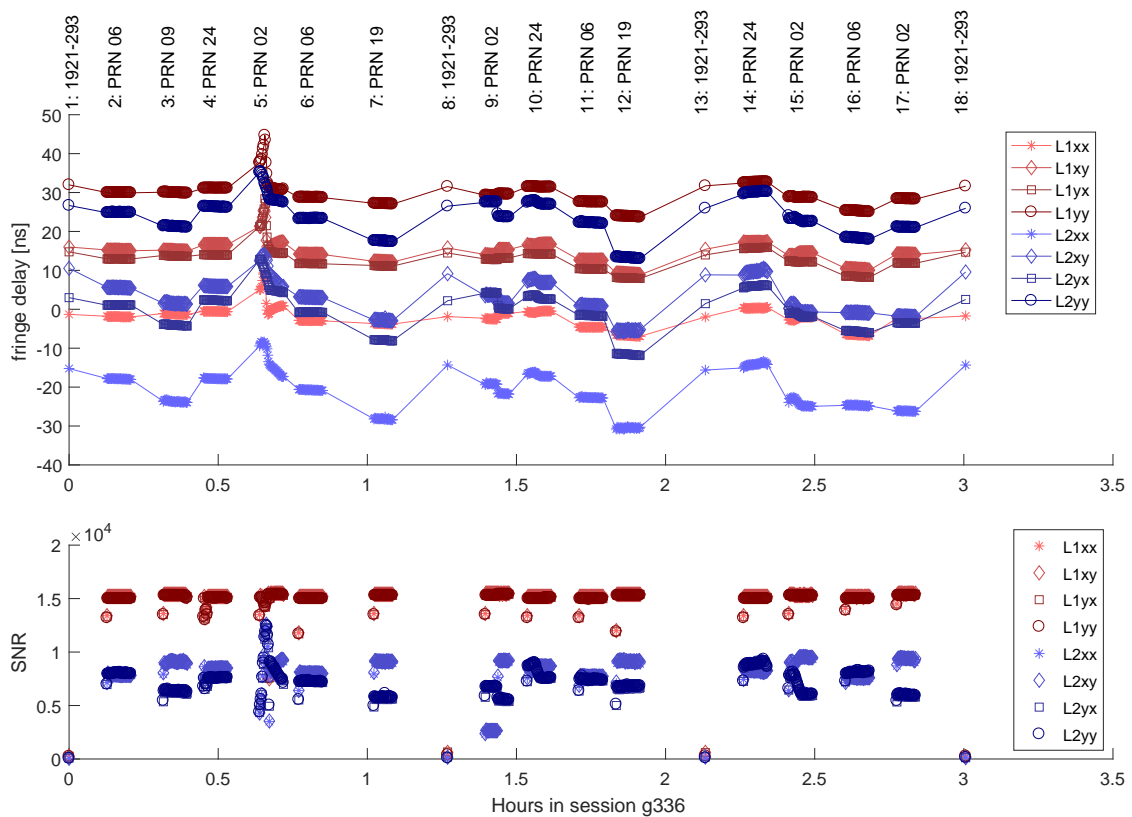 1: 1921-293
2: PRN 06
3: PRN 09
4: PRN 24
5: PRN 02
6: PRN 06
7: PRN 19
8: 1921-293
9: PRN 02
10: PRN 24
11: PRN 06
12: PRN 19
13: 1921-293
14: PRN 24
15: PRN 02
16: PRN 06
17: PRN 02
18: 1921-293
fringe delay [ns]
50
40
30
20
10
0
-10
-20
-30
-40
0
0.5
1
1.5
2
2.5
3
3.5
L1xx
L1xy
L1yx
L1yy
L2xx
L2xy
L2yx
L2yy
×10^4
SNR
2
1.5
1
0.5
0
0
0.5
1
1.5
2
2.5
3
3.5
Hours in session g336
L1xx
L1xy
L1yx
L1yy
L2xx
L2xy
L2yx
L2yy